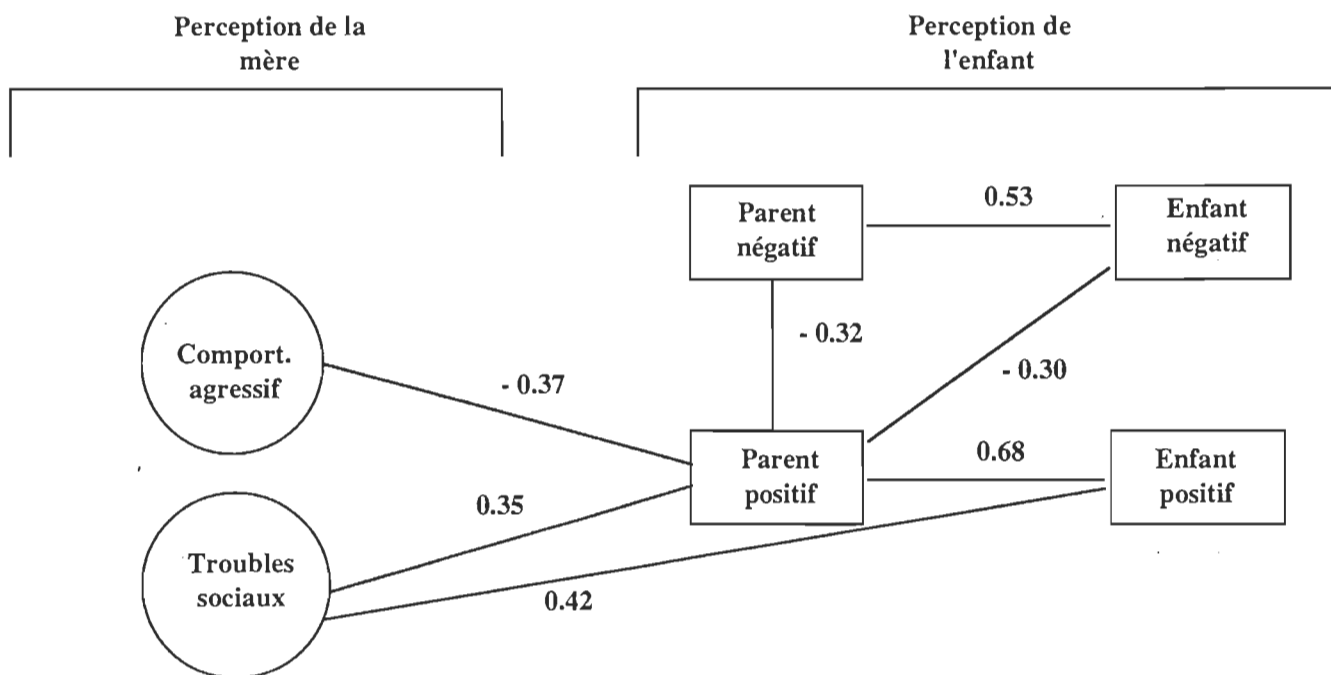 Perception de la
mère
Perception de
l'enfant
Parent
négatif
0.53
Enfant
négatif
- 0.32
- 0.30
Comport.
agressif
- 0.37
Parent
positif
0.68
Enfant
positif
0.35
Troubles
sociaux
0.42